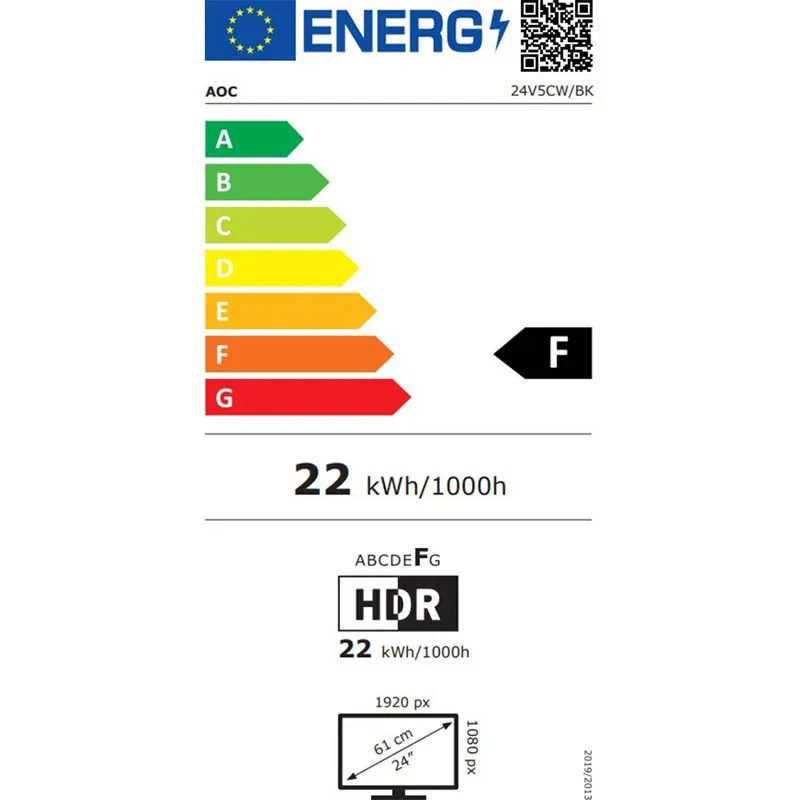 ENERG
AOC 24V5CW/BK
A
B
C
D
E
F
F
G
22 kWh/1000h
ABCDEFG
HDR
22 kWh/1000h
1920 px
1080 px
61 cm
24″
2019/2013